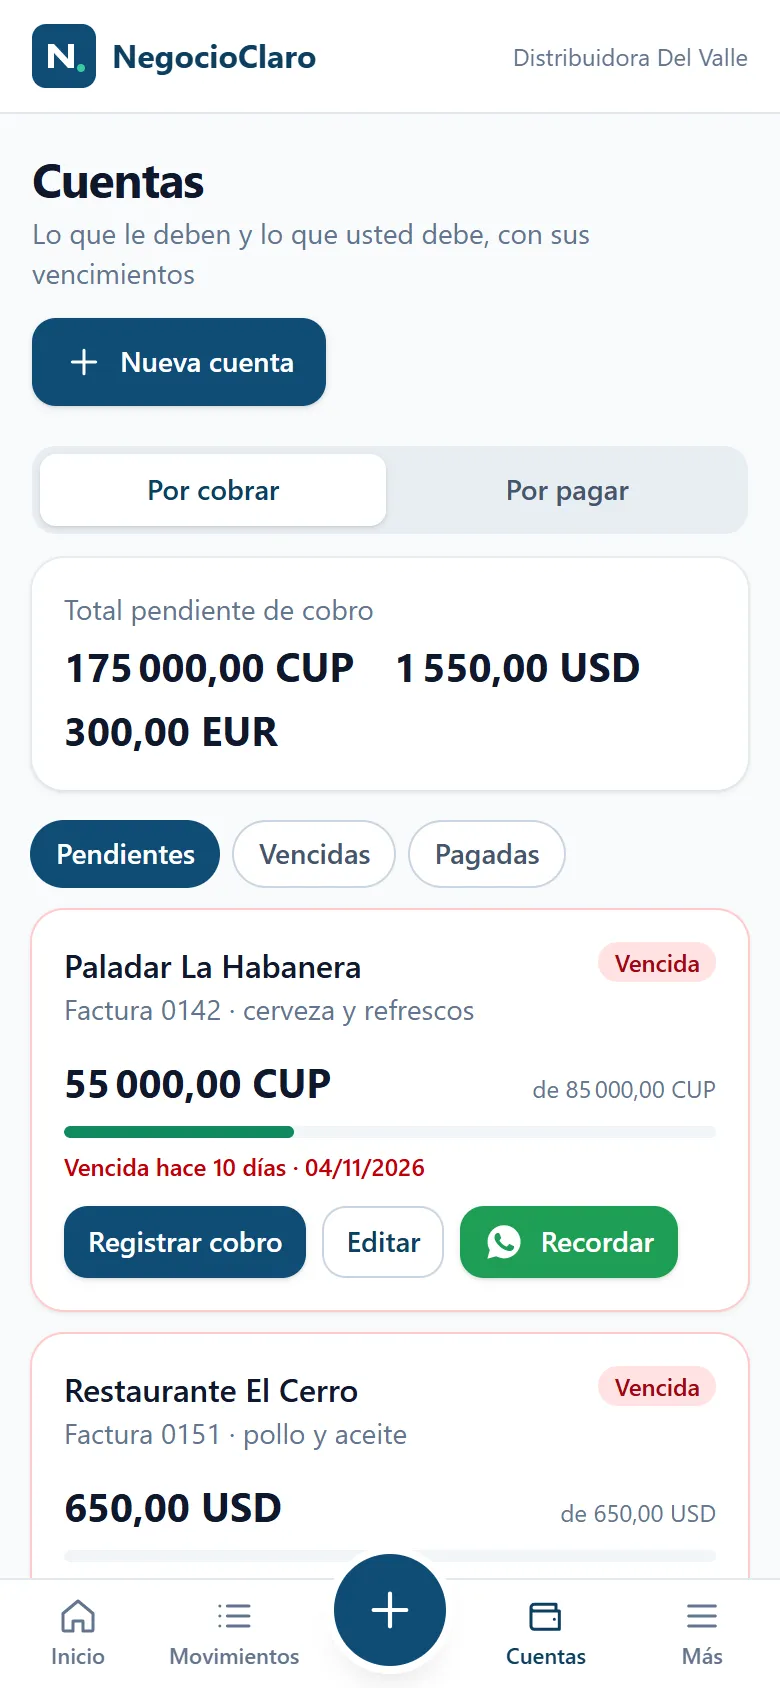 N.
NegocioClaro
Distribuidora Del Valle
Cuentas
Lo que le deben y lo que usted debe, con sus
vencimientos
Nueva cuenta
Por cobrar
Por pagar
Total pendiente de cobro
175 000,00 CUP 1 550,00 USD
300,00 EUR
Pendientes
Vencidas
Pagadas
Paladar La Habanera
Vencida
Factura 0142 · cerveza y refrescos
55 000,00 CUP
de 85 000,00 CUP
Vencida hace 10 días · 04/11/2026
Registrar cobro
Editar
Recordar
Restaurante El Cerro
Vencida
Factura 0151 · pollo y aceite
650,00 USD
de 650,00 USD
Inicio
Movimientos
Cuentas
Más